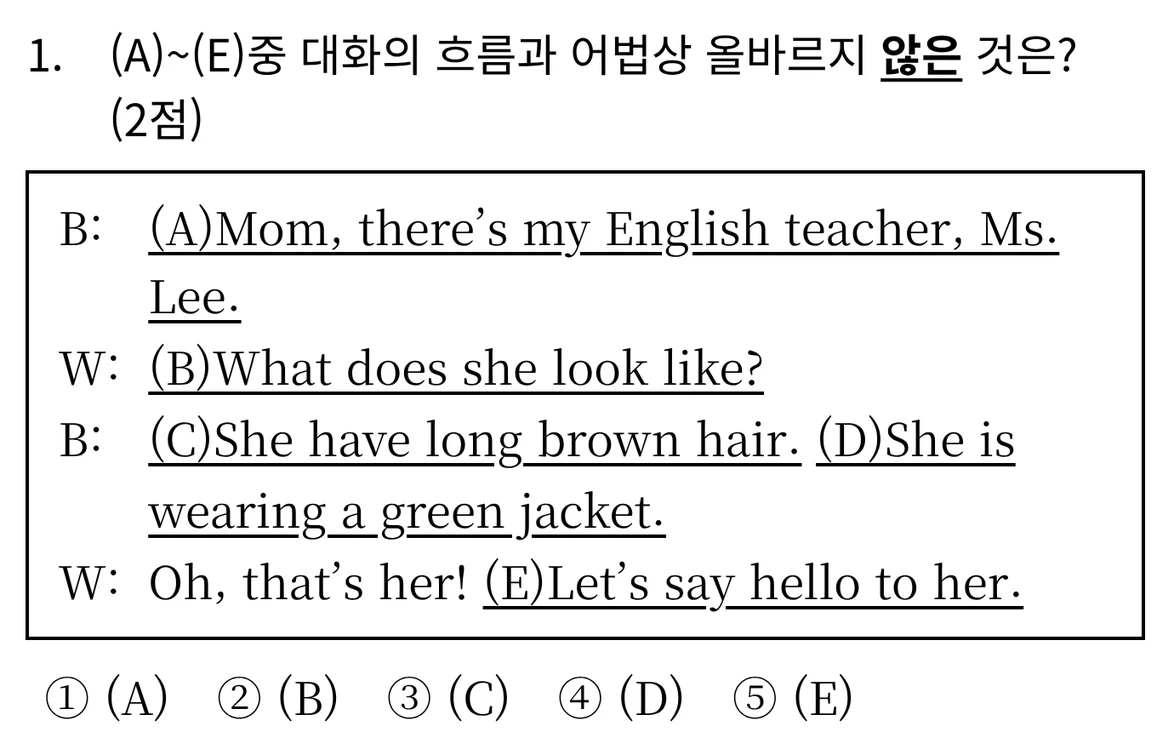 1. (A)~(E)중 대화의 흐름과 어법상 올바르지 않은 것은?
(2점)
B: (A)Mom, there's my English teacher, Ms.
Lee.
W: (B)What does she look like?
B: (C)She have long brown hair. (D)She is
wearing a green jacket.
W: Oh, that's her! (E)Let's say hello to her.
① (A) ② (B) ③ (C) ④ (D) ⑤ (E)